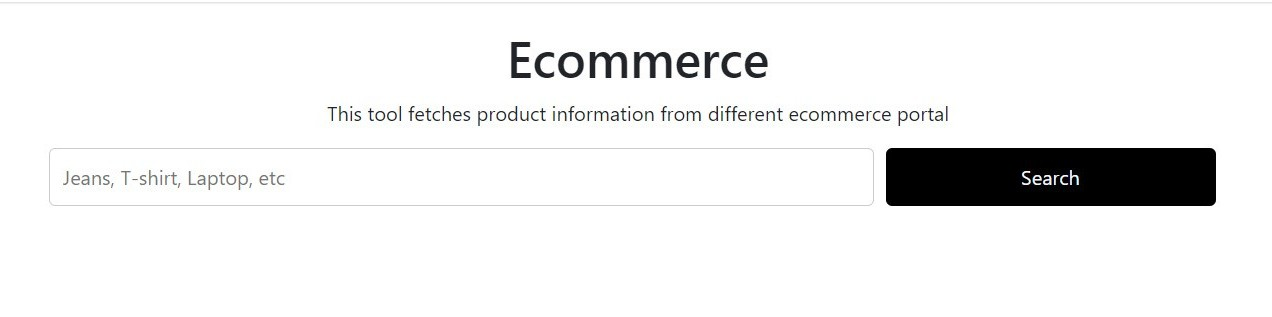 Ecommerce
This tool fetches product information from different ecommerce portal
Jeans, T-shirt, Laptop, etc
Search